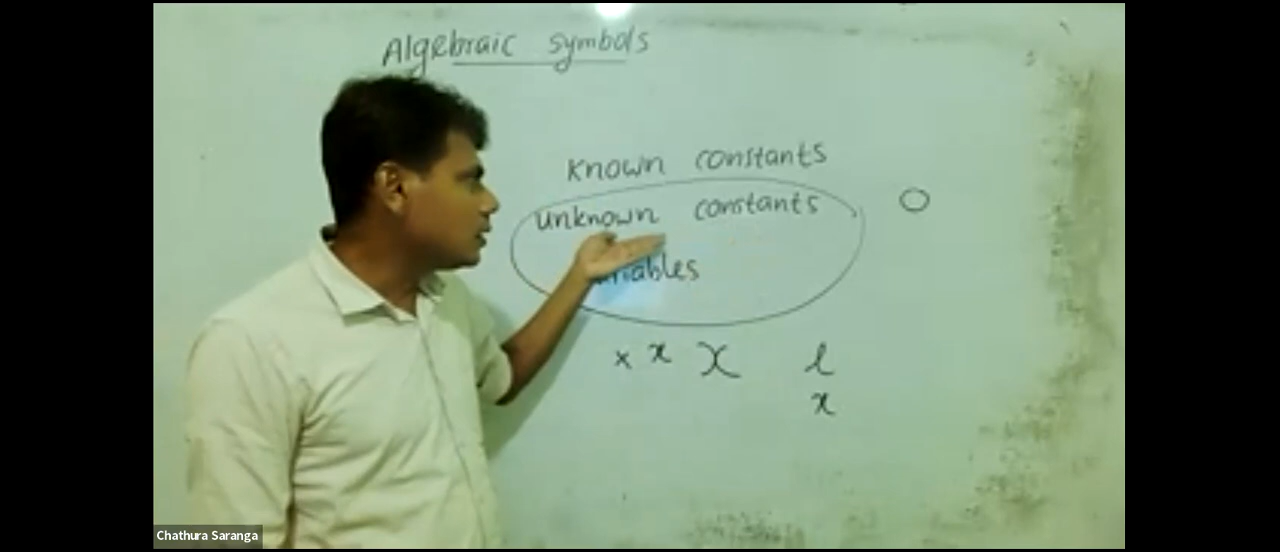 Algebraic symbols
Known constants
unknown constants
× x x l
x
Chathura Saranga